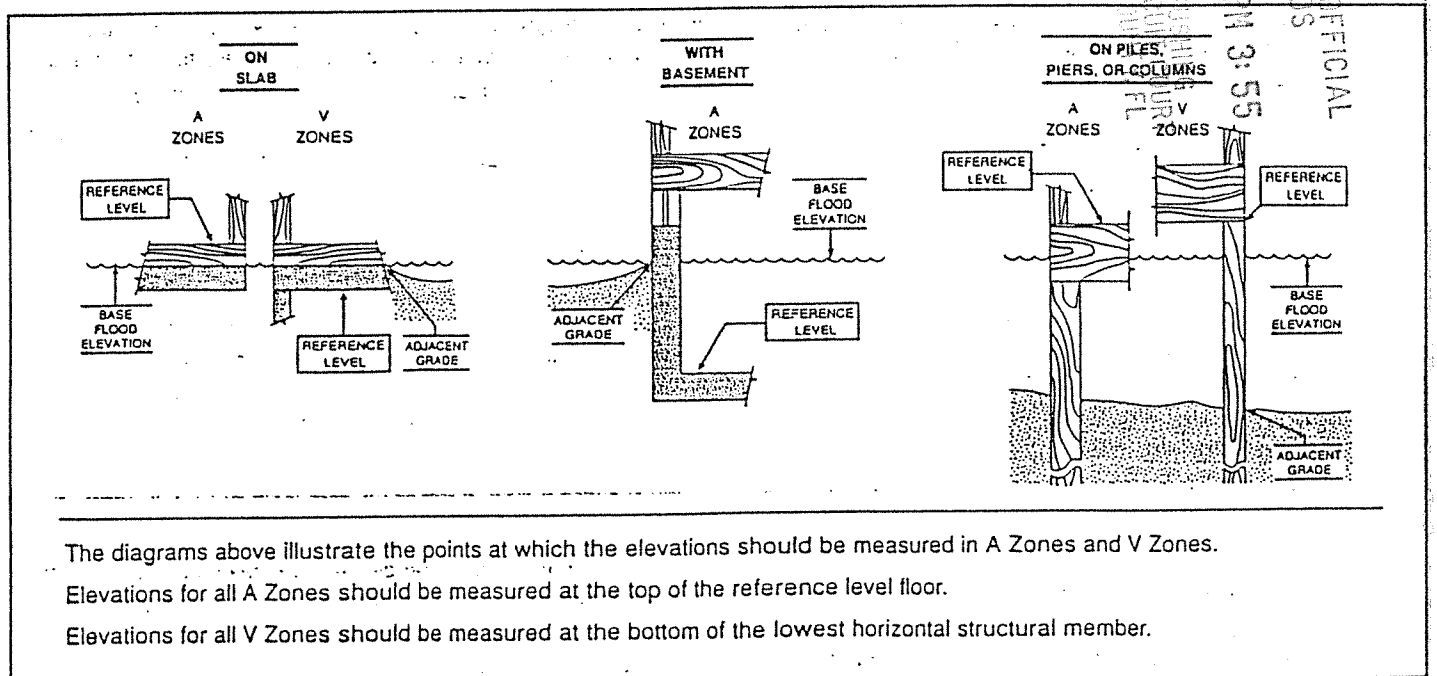 ON
SLAB
A
ZONES
V
ZONES
REFERENCE
LEVEL
BASE
FLOOD
ELEVATION
REFERENCE
LEVEL
ADJACENT
GRADE
WITH
BASEMENT
A
ZONES
BASE
FLOOD
ELEVATION
ADJACENT
GRADE
REFERENCE
LEVEL
ON PILES,
PIERS, OR COLUMNS
A
ZONES
V
ZONES
REFERENCE
LEVEL
REFERENCE
LEVEL
BASE
FLOOD
ELEVATION
ADJACENT
GRADE
OFFICIAL
3:55
FL
The diagrams above illustrate the points at which the elevations should be measured in A Zones and V Zones.
Elevations for all A Zones should be measured at the top of the reference level floor.
Elevations for all V Zones should be measured at the bottom of the lowest horizontal structural member.